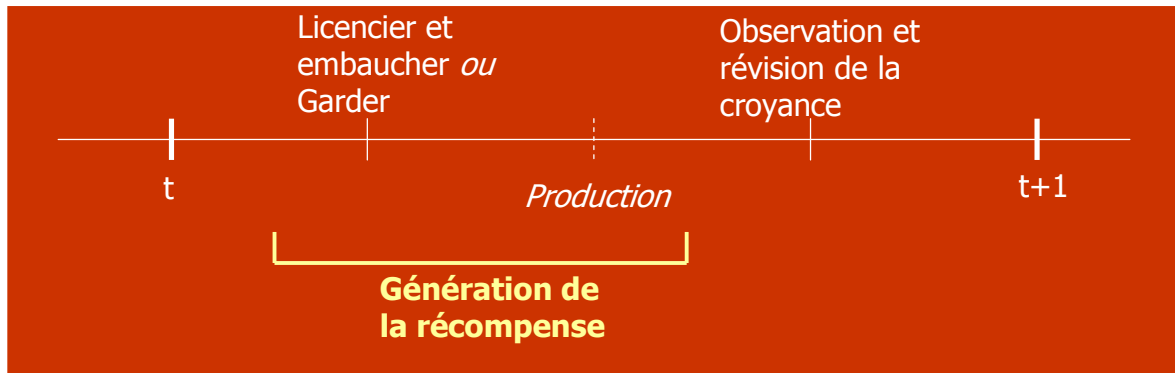 Licencier et
embaucher ou
Garder
Observation et
révision de la
croyance
t
Production
t+1
Génération de
la récompense